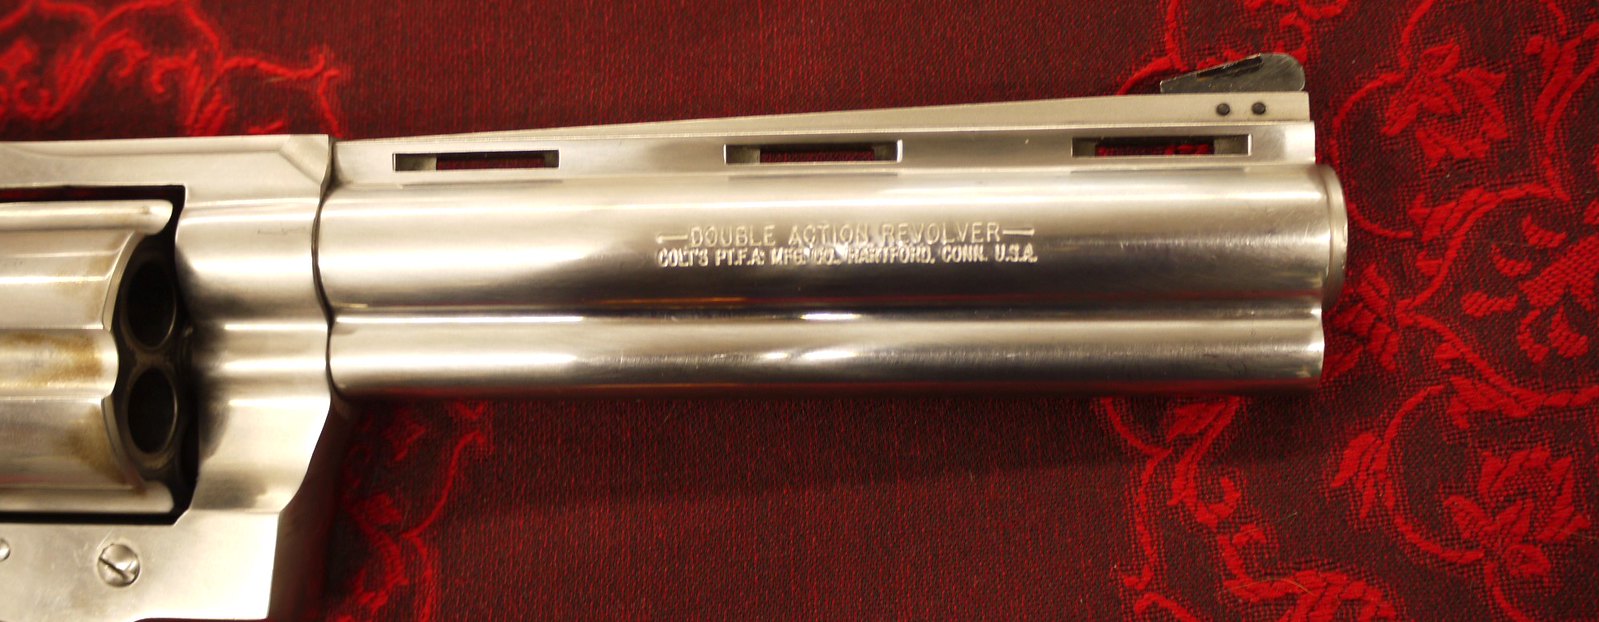 DOUBLE ACTION REVOLVER
COLT'S PT.F.A. MFG. CO. HARTFORD, CONN. U.S.A.